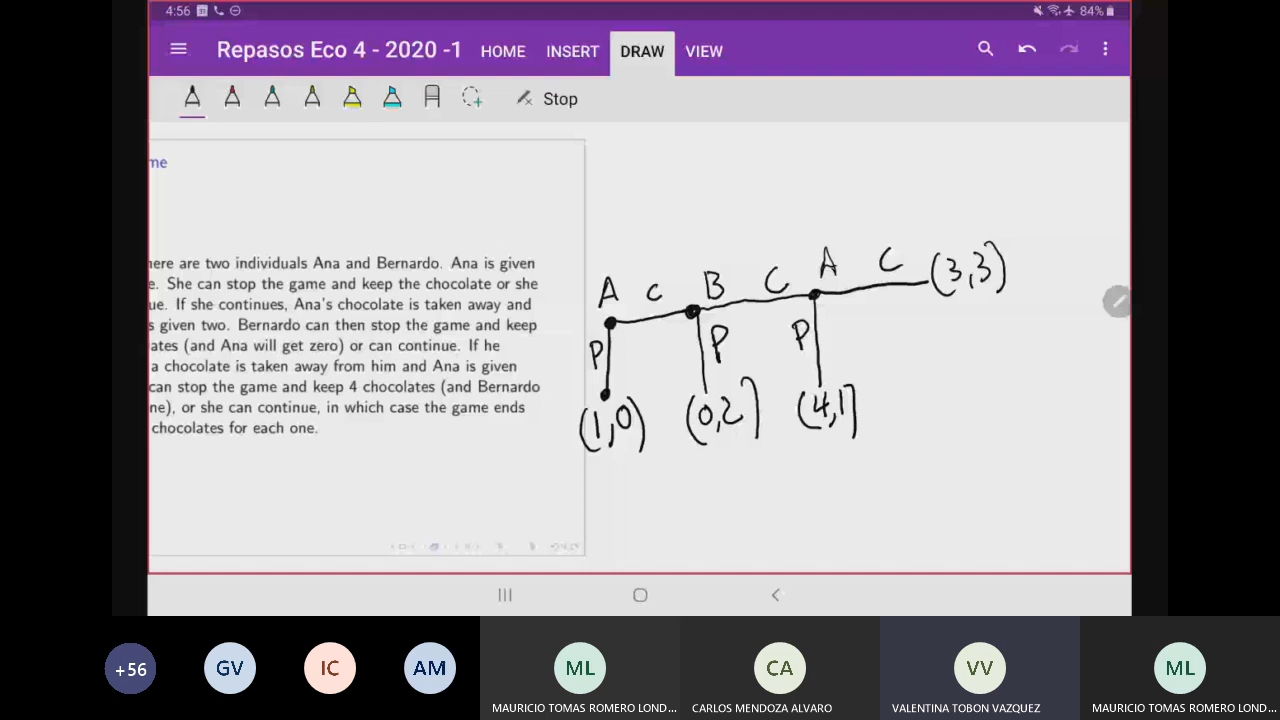 4:56 84%
Repasos Eco 4 - 2020 -1 HOME INSERT DRAW VIEW
Stop
me
here are two individuals Ana and Bernardo. Ana is given
e. She can stop the game and keep the chocolate or she
ue. If she continues, Ana's chocolate is taken away and
s given two. Bernardo can then stop the game and keep
ates (and Ana will get zero) or can continue. If he
a chocolate is taken away from him and Ana is given
can stop the game and keep 4 chocolates (and Bernardo
ne), or she can continue, in which case the game ends
chocolates for each one.
A c B C A C (3,3)
P P P
(1,0) (0,2) (4,1)
+56 GV IC AM ML CA VV ML
MAURICIO TOMAS ROMERO LOND... CARLOS MENDOZA ALVARO VALENTINA TOBON VAZQUEZ MAURICIO TOMAS ROMERO LOND...